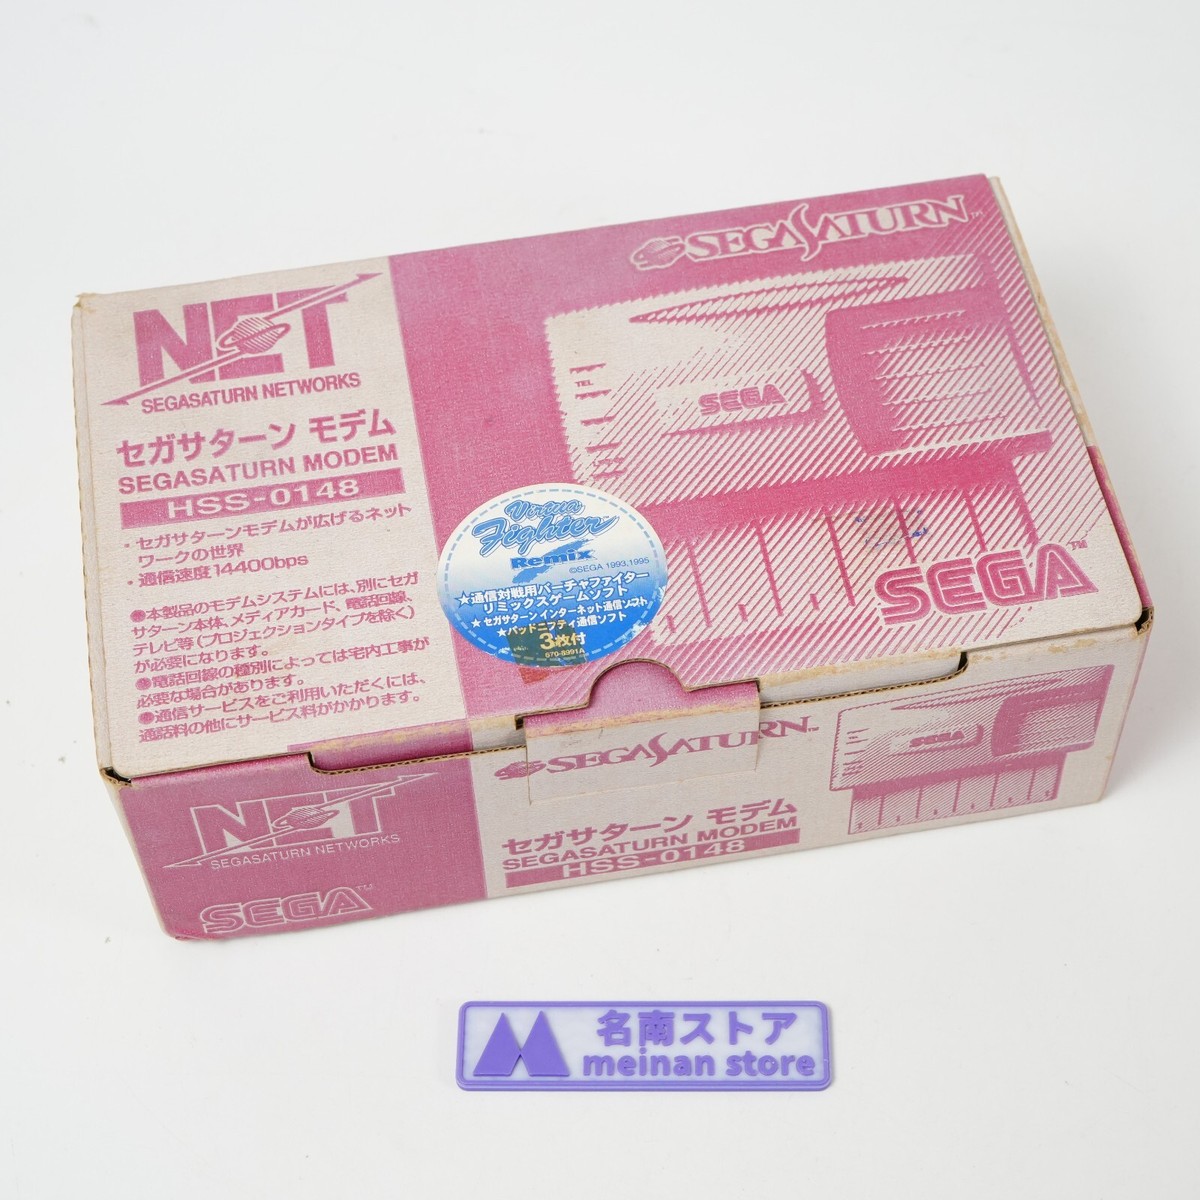 NET
SEGASATURN NETWORKS
セガサターン モデム
SEGASATURN MODEM
HSS-0148
・セガサターンモデムが広げるネット
ワークの世界
・通信速度14400bps
●本製品のモデムシステムには、別にセガ
サターン本体、メディアカード、電話回線、
テレビ等(プロジェクションタイプを除く)
が必要になります。
●電話回線の種別によっては宅内工事が
必要な場合があります。
●通信サービスをご利用いただくには、
通話料の他にサービス料がかかります。
SEGASATURN™
TEL
SEGA
SEGA™
Virtua
Fighter™
Remix
©SEGA 1993,1995
★通信対戦用バーチャファイター
リミックスゲームソフト
★セガサターンインターネット通信ソフト
★パッドニフティ通信ソフト
3枚付
670-8991A
NET
SEGASATURN NETWORKS
SEGA™
SEGASATURN™
セガサターン モデム
SEGASATURN MODEM
HSS-0148
SEGA
名南ストア
meinan store